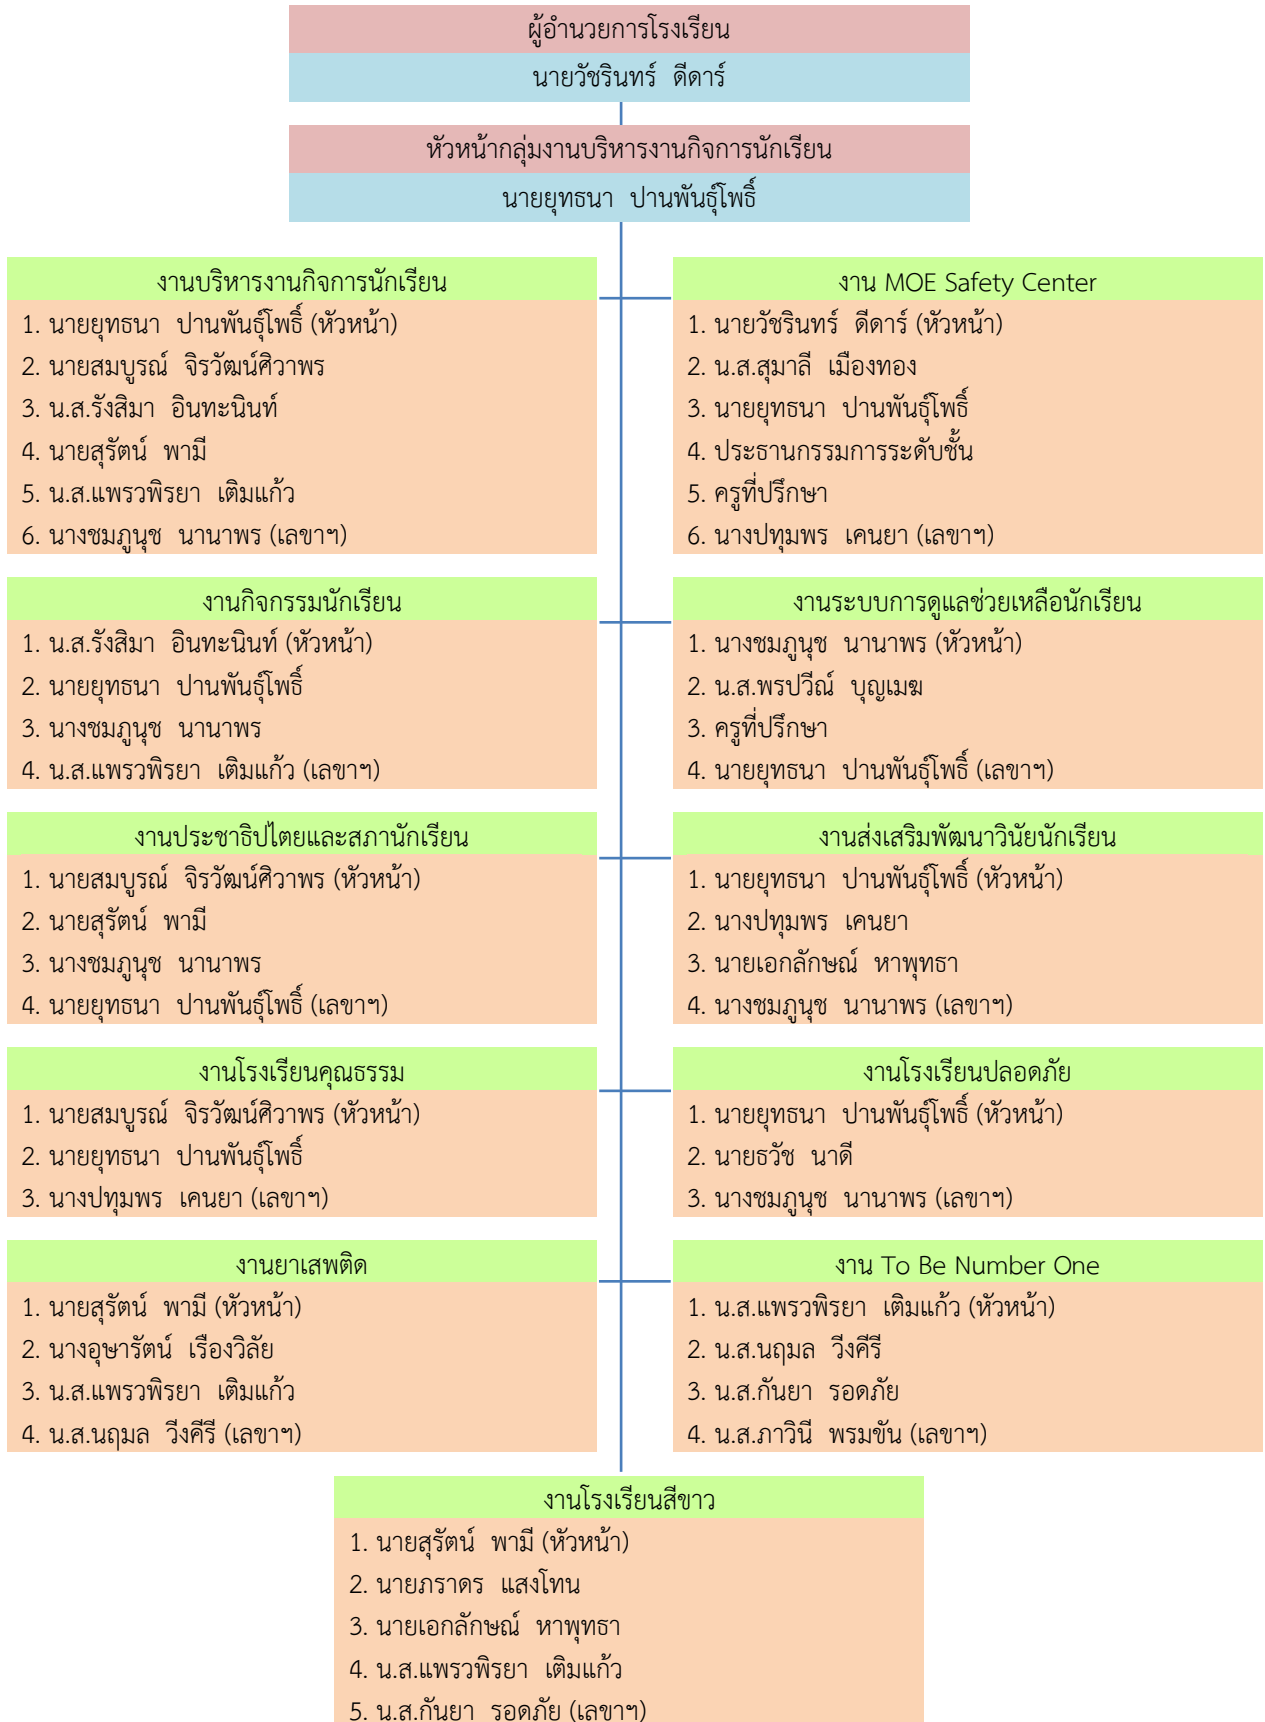 ผู้อำนวยการโรงเรียน
นายวัชรินทร์ ดีดาร์
หัวหน้ากลุ่มงานบริหารงานกิจการนักเรียน
นายยุทธนา ปานพันธุ์โพธิ์
งานบริหารงานกิจการนักเรียน
1. นายยุทธนา ปานพันธุ์โพธิ์ (หัวหน้า)
2. นายสมบูรณ์ จิรวัฒน์ศิวาพร
3. น.ส.รังสิมา อินทะนินท์
4. นายสุรัตน์ พามี
5. น.ส.แพรวพิรยา เติมแก้ว
6. นางชมภูนุช นานาพร (เลขาฯ)
งาน MOE Safety Center
1. นายวัชรินทร์ ดีดาร์ (หัวหน้า)
2. น.ส.สุมาลี เมืองทอง
3. นายยุทธนา ปานพันธุ์โพธิ์
4. ประธานกรรมการระดับชั้น
5. ครูที่ปรึกษา
6. นางปทุมพร เคนยา (เลขาฯ)
งานกิจกรรมนักเรียน
1. น.ส.รังสิมา อินทะนินท์ (หัวหน้า)
2. นายยุทธนา ปานพันธุ์โพธิ์
3. นางชมภูนุช นานาพร
4. น.ส.แพรวพิรยา เติมแก้ว (เลขาฯ)
งานระบบการดูแลช่วยเหลือนักเรียน
1. นางชมภูนุช นานาพร (หัวหน้า)
2. น.ส.พรปวีณ์ บุญเมฆ
3. ครูที่ปรึกษา
4. นายยุทธนา ปานพันธุ์โพธิ์ (เลขาฯ)
งานประชาธิปไตยและสภานักเรียน
1. นายสมบูรณ์ จิรวัฒน์ศิวาพร (หัวหน้า)
2. นายสุรัตน์ พามี
3. นางชมภูนุช นานาพร
4. นายยุทธนา ปานพันธุ์โพธิ์ (เลขาฯ)
งานส่งเสริมพัฒนาวินัยนักเรียน
1. นายยุทธนา ปานพันธุ์โพธิ์ (หัวหน้า)
2. นางปทุมพร เคนยา
3. นายเอกลักษณ์ หาพุทธา
4. นางชมภูนุช นานาพร (เลขาฯ)
งานโรงเรียนคุณธรรม
1. นายสมบูรณ์ จิรวัฒน์ศิวาพร (หัวหน้า)
2. นายยุทธนา ปานพันธุ์โพธิ์
3. นางปทุมพร เคนยา (เลขาฯ)
งานโรงเรียนปลอดภัย
1. นายยุทธนา ปานพันธุ์โพธิ์ (หัวหน้า)
2. นายธวัช นาดี
3. นางชมภูนุช นานาพร (เลขาฯ)
งานยาเสพติด
1. นายสุรัตน์ พามี (หัวหน้า)
2. นางอุษารัตน์ เรืองวิลัย
3. น.ส.แพรวพิรยา เติมแก้ว
4. น.ส.นฤมล วีงคีรี (เลขาฯ)
งาน To Be Number One
1. น.ส.แพรวพิรยา เติมแก้ว (หัวหน้า)
2. น.ส.นฤมล วีงคีรี
3. น.ส.กันยา รอดภัย
4. น.ส.ภาวินี พรมขัน (เลขาฯ)
งานโรงเรียนสีขาว
1. นายสุรัตน์ พามี (หัวหน้า)
2. นายภราดร แสงโทน
3. นายเอกลักษณ์ หาพุทธา
4. น.ส.แพรวพิรยา เติมแก้ว
5. น.ส.กันยา รอดภัย (เลขาฯ)